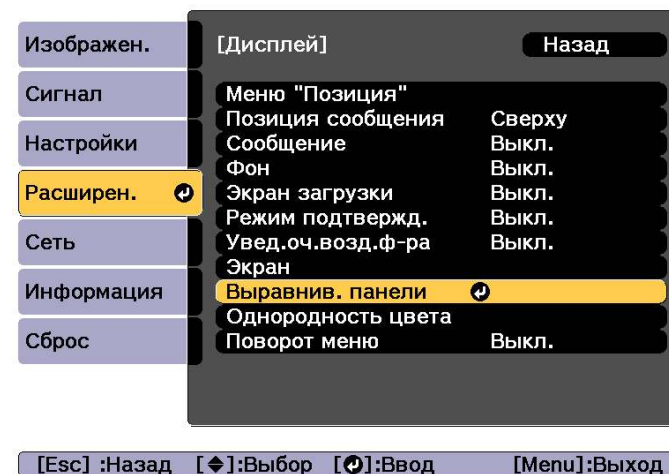 Изображен.
Сигнал
Настройки
Расширен.
Сеть
Информация
Сброс
[Дисплей] Назад
Меню "Позиция"
Позиция сообщения Сверху
Сообщение Выкл.
Фон Выкл.
Экран загрузки Выкл.
Режим подтвержд. Выкл.
Увед.оч.возд.ф-ра Выкл.
Экран
Выравнив. панели
Однородность цвета
Поворот меню Выкл.
[Esc] :Назад [◆]:Выбор [↵]:Ввод [Menu]:Выход